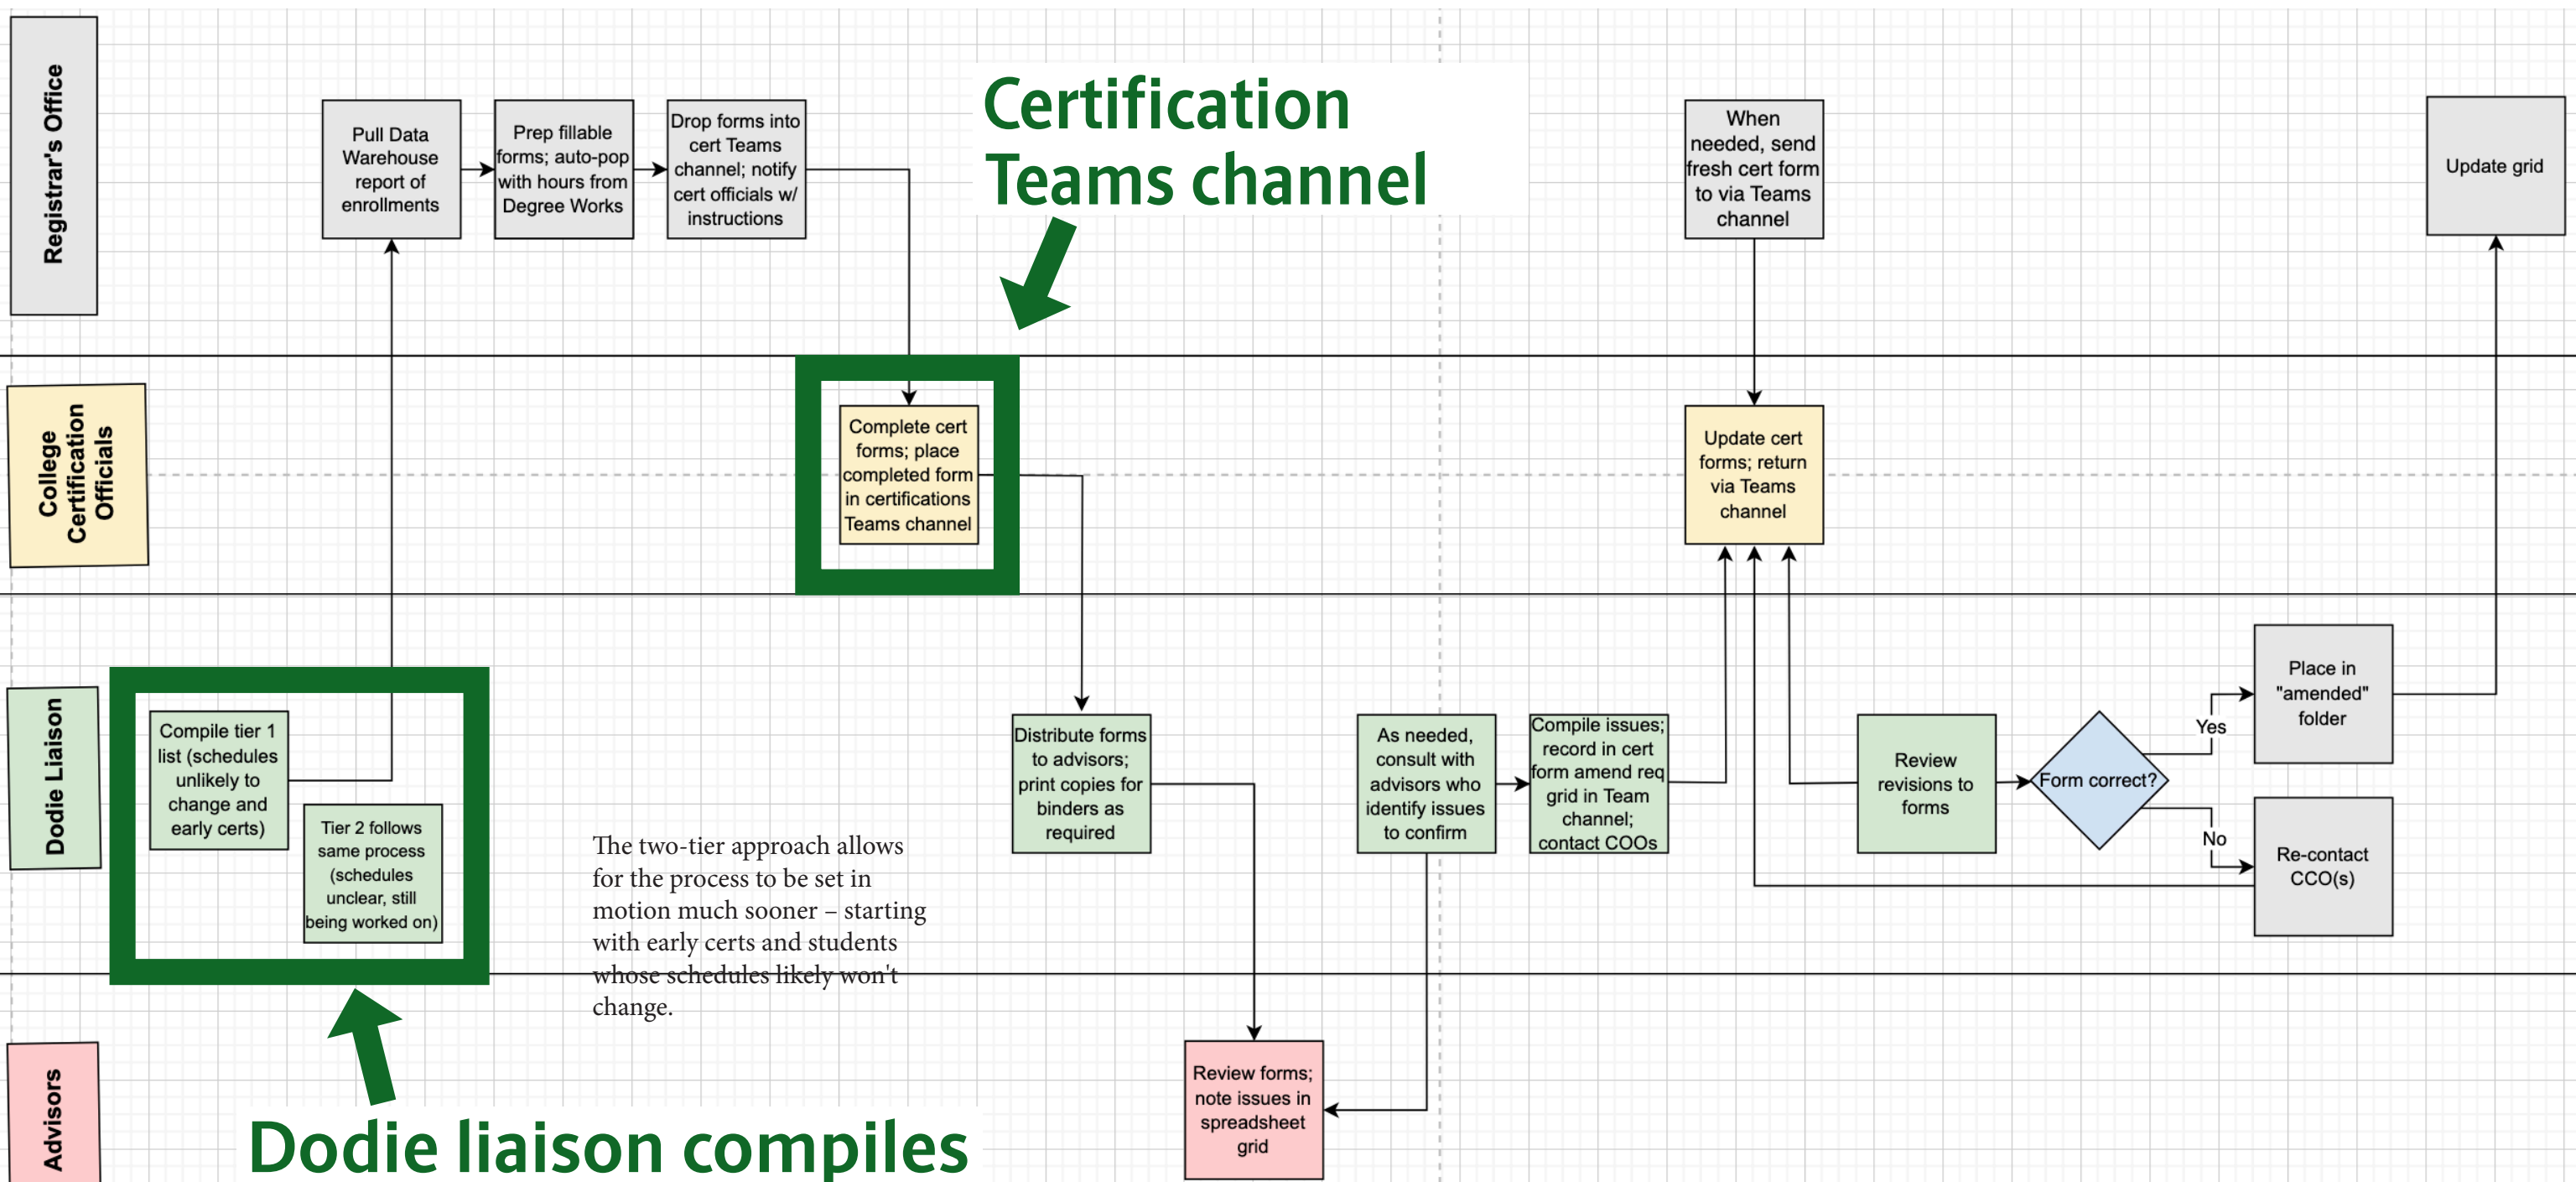 Registrar's Office
Pull Data
Warehouse
report of
enrollments
Prep fillable
forms; auto-pop
with hours from
Degree Works
Drop forms into
cert Teams
channel; notify
cert officials w/
instructions
Certification
Teams channel
When
needed, send
fresh cert form
to via Teams
channel
Update grid
College
Certification
Officials
Complete cert
forms; place
completed form
in certifications
Teams channel
Update cert
forms; return
via Teams
channel
Dodie Liaison
Compile tier 1
list (schedules
unlikely to
change and
early certs)
Tier 2 follows
same process
(schedules
unclear, still
being worked on)
The two-tier approach allows
for the process to be set in
motion much sooner – starting
with early certs and students
whose schedules likely won't
change.
Distribute forms
to advisors;
print copies for
binders as
required
As needed,
consult with
advisors who
identify issues
to confirm
Compile issues;
record in cert
form amend req
grid in Team
channel;
contact COOs
Review
revisions to
forms
Form correct?
Yes
No
Place in
"amended"
folder
Re-contact
CCO(s)
Advisors
Dodie liaison compiles
Review forms;
note issues in
spreadsheet
grid